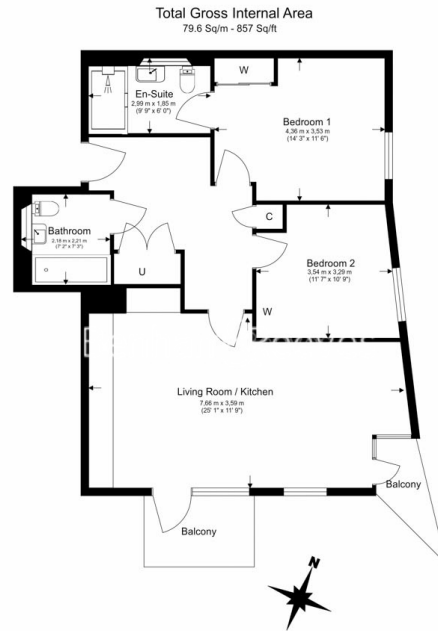 Total Gross Internal Area
79.6 Sq/m - 857 Sq/ft
W
En-Suite
2,99 m x 1,85 m
(9' 9" x 6' 0")
Bedroom 1
4,36 m x 3,53 m
(14' 3" x 11' 6")
Bathroom
2,18 m x 2,21 m
(7' 2" x 7' 3")
C
Bedroom 2
3,54 m x 3,29 m
(11' 7" x 10' 9")
U
W
Living Room / Kitchen
7,66 m x 3,59 m
(25' 1" x 11' 9")
Balcony
Balcony
N